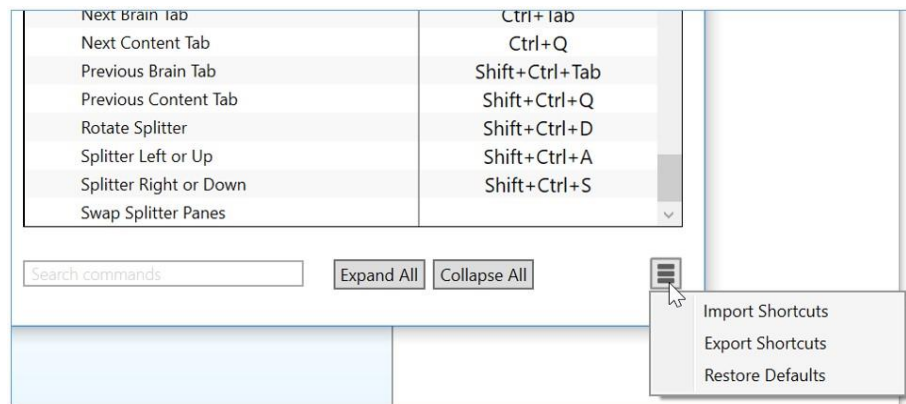 Next Brain Tab Ctrl+Tab
Next Content Tab Ctrl+Q
Previous Brain Tab Shift+Ctrl+Tab
Previous Content Tab Shift+Ctrl+Q
Rotate Splitter Shift+Ctrl+D
Splitter Left or Up Shift+Ctrl+A
Splitter Right or Down Shift+Ctrl+S
Swap Splitter Panes
Search commands Expand All Collapse All
Import Shortcuts
Export Shortcuts
Restore Defaults